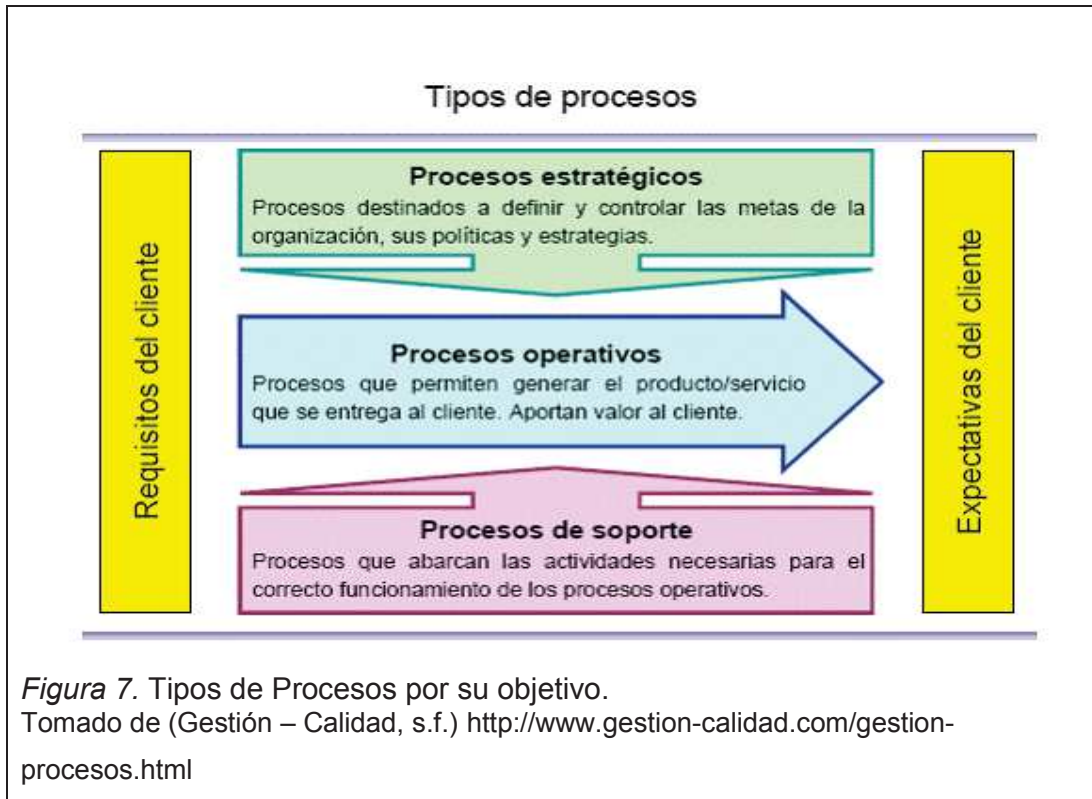 Tipos de procesos
Requisitos del cliente
Procesos estratégicos
Procesos destinados a definir y controlar las metas de la
organización, sus políticas y estrategias.
Procesos operativos
Procesos que permiten generar el producto/servicio
que se entrega al cliente. Aportan valor al cliente.
Procesos de soporte
Procesos que abarcan las actividades necesarias para el
correcto funcionamiento de los procesos operativos.
Expectativas del cliente
Figura 7. Tipos de Procesos por su objetivo.
Tomado de (Gestión – Calidad, s.f.) http://www.gestion-calidad.com/gestion-
procesos.html